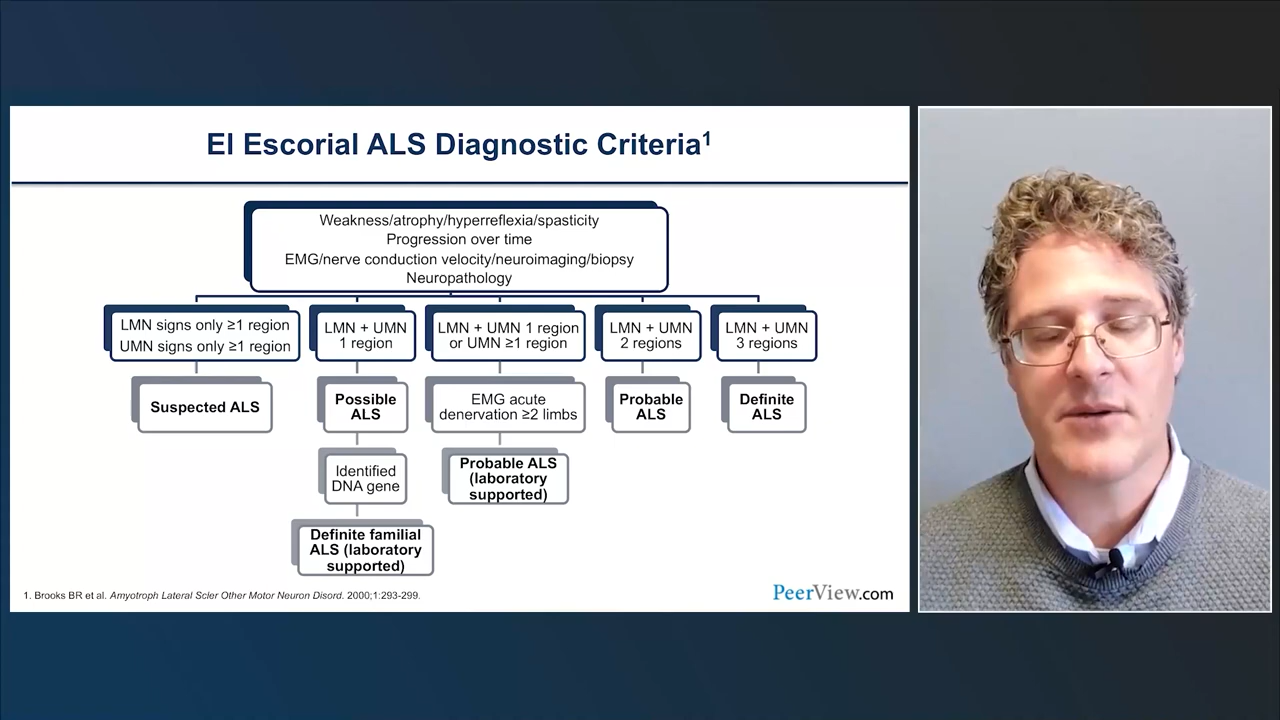 El Escorial ALS Diagnostic Criteria¹
Weakness/atrophy/hyperreflexia/spasticity
Progression over time
EMG/nerve conduction velocity/neuroimaging/biopsy
Neuropathology
LMN signs only ≥1 region
UMN signs only ≥1 region
LMN + UMN
1 region
LMN + UMN 1 region
or UMN ≥1 region
LMN + UMN
2 regions
LMN + UMN
3 regions
Suspected ALS
Possible
ALS
EMG acute
denervation ≥2 limbs
Probable
ALS
Definite
ALS
Identified
DNA gene
Probable ALS
(laboratory
supported)
Definite familial
ALS (laboratory
supported)
1. Brooks BR et al. Amyotroph Lateral Scler Other Motor Neuron Disord. 2000;1:293-299.
PeerView.com